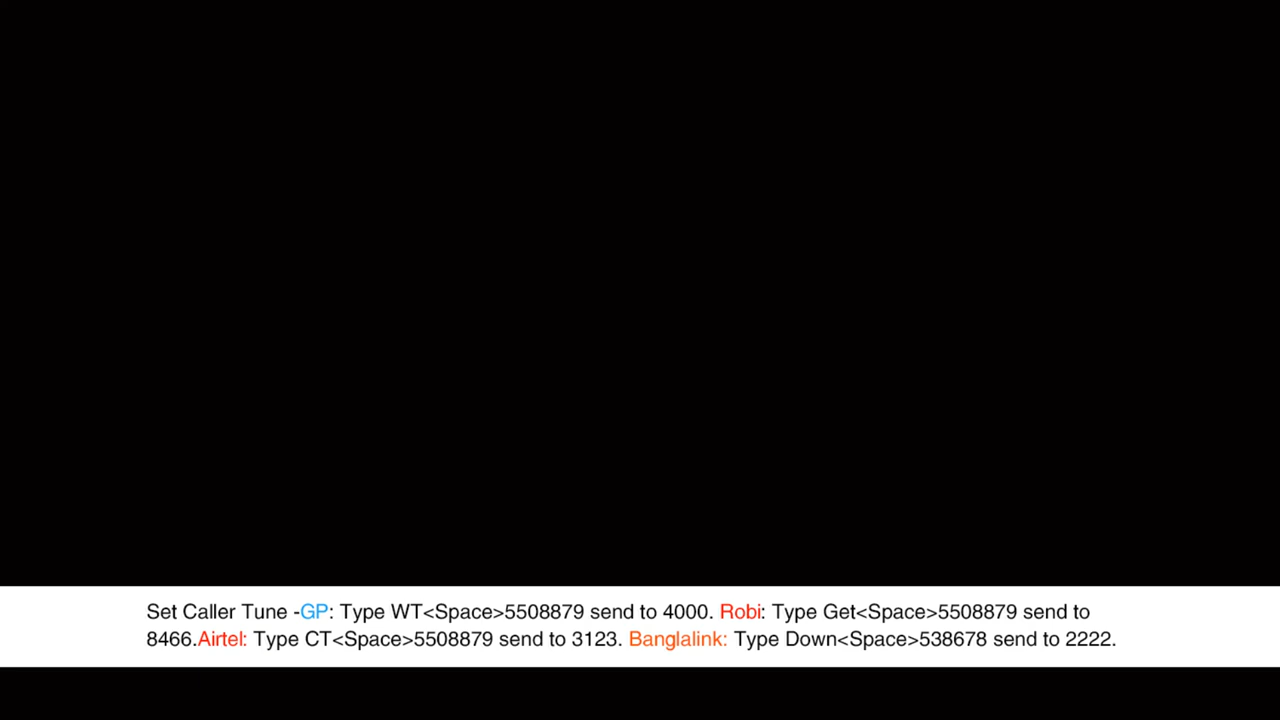 Set Caller Tune -GP: Type WT<Space>5508879 send to 4000. Robi: Type Get<Space>5508879 send to
8466.Airtel: Type CT<Space>5508879 send to 3123. Banglalink: Type Down<Space>538678 send to 2222.